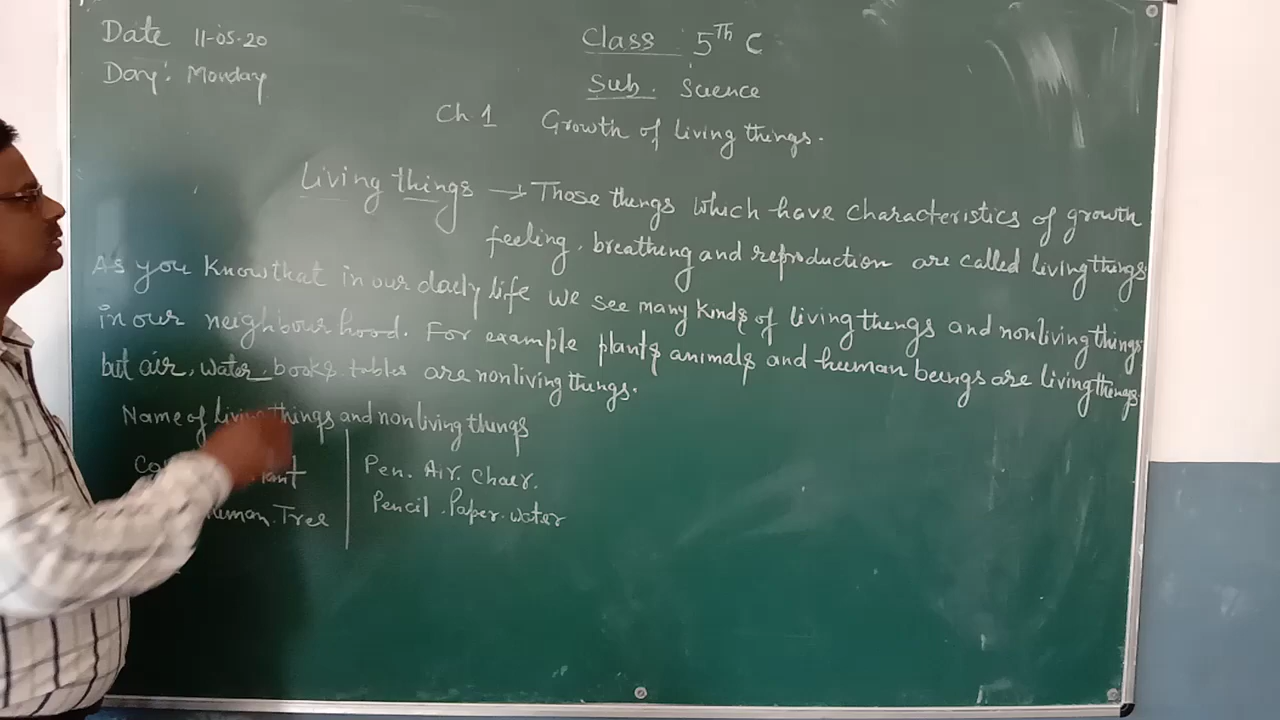 Date 11-05-20
Day: Monday
Class : 5th C
Sub. Science
Ch 1 Growth of living things.
Living things → Those things which have characteristics of growth
feeling, breathing and reproduction are called living things
As you know that in our daily life we see many kinds of living things and nonliving things
in our neighbourhood. For example plants animals and human beings are living things
but air, water, books tables are nonliving things.
Name of living things and nonliving things
Pen. Air. Chair.
Human. Tree
Pencil. Paper. water